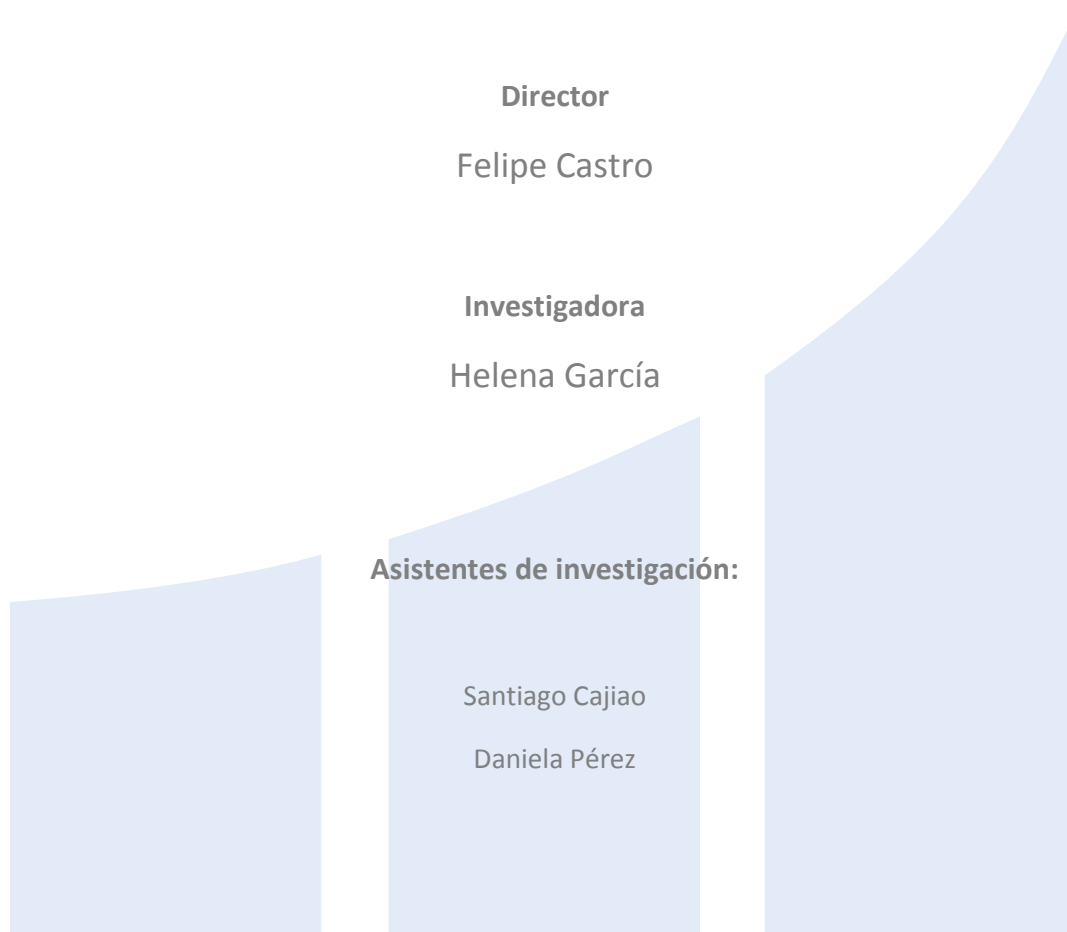 Director
Felipe Castro
Investigadora
Helena García
Asistentes de investigación:
Santiago Cajiao
Daniela Pérez